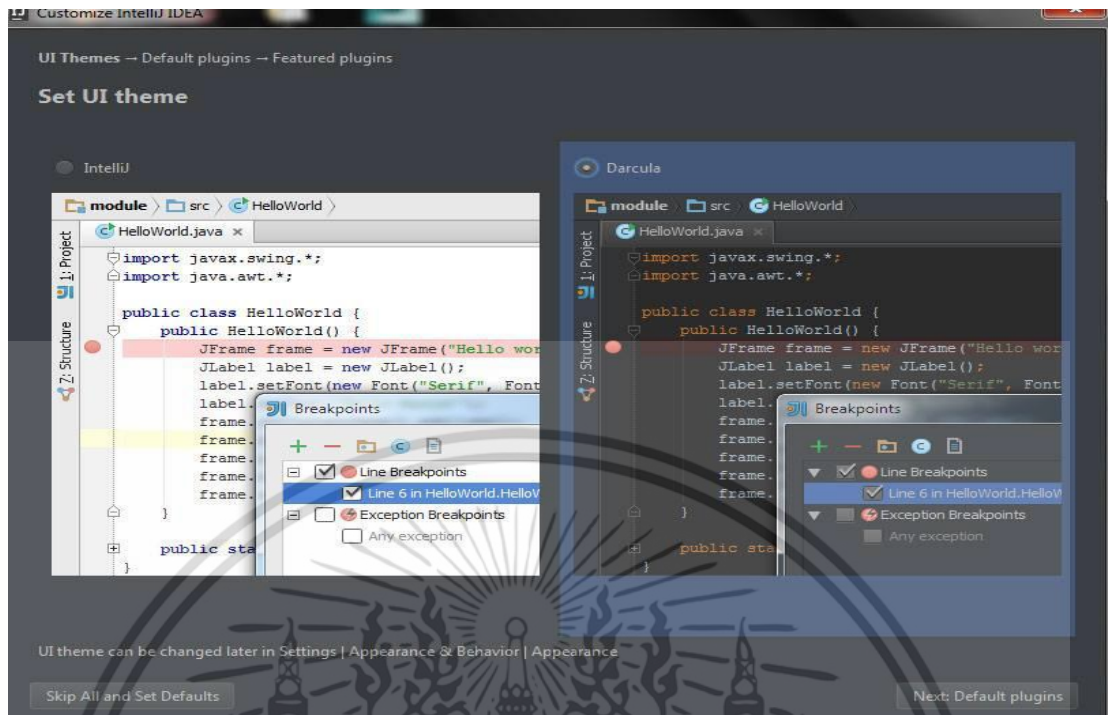 Customize IntelliJ IDEA
UI Themes → Default plugins → Featured plugins
Set UI theme
IntelliJ
module src HelloWorld
HelloWorld.java ×
1: Project
7: Structure
import javax.swing.*;
import java.awt.*;
public class HelloWorld {
public HelloWorld() {
JFrame frame = new JFrame("Hello wor
JLabel label = new JLabel();
label.setFont(new Font("Serif", Font
label.
frame.
frame.
frame.
frame.
frame.
}
public sta
}
Breakpoints
Line Breakpoints
Line 6 in HelloWorld.HelloW
Exception Breakpoints
Any exception
Darcula
module src HelloWorld
HelloWorld.java ×
1: Project
7: Structure
import javax.swing.*;
import java.awt.*;
public class HelloWorld {
public HelloWorld() {
JFrame frame = new JFrame("Hello wor
JLabel label = new JLabel();
label.setFont(new Font("Serif", Font
label.
frame.
frame.
frame.
frame.
frame.
}
public sta
}
Breakpoints
Line Breakpoints
Line 6 in HelloWorld.HelloW
Exception Breakpoints
Any exception
UI theme can be changed later in Settings | Appearance & Behavior | Appearance
Skip All and Set Defaults
Next: Default plugins